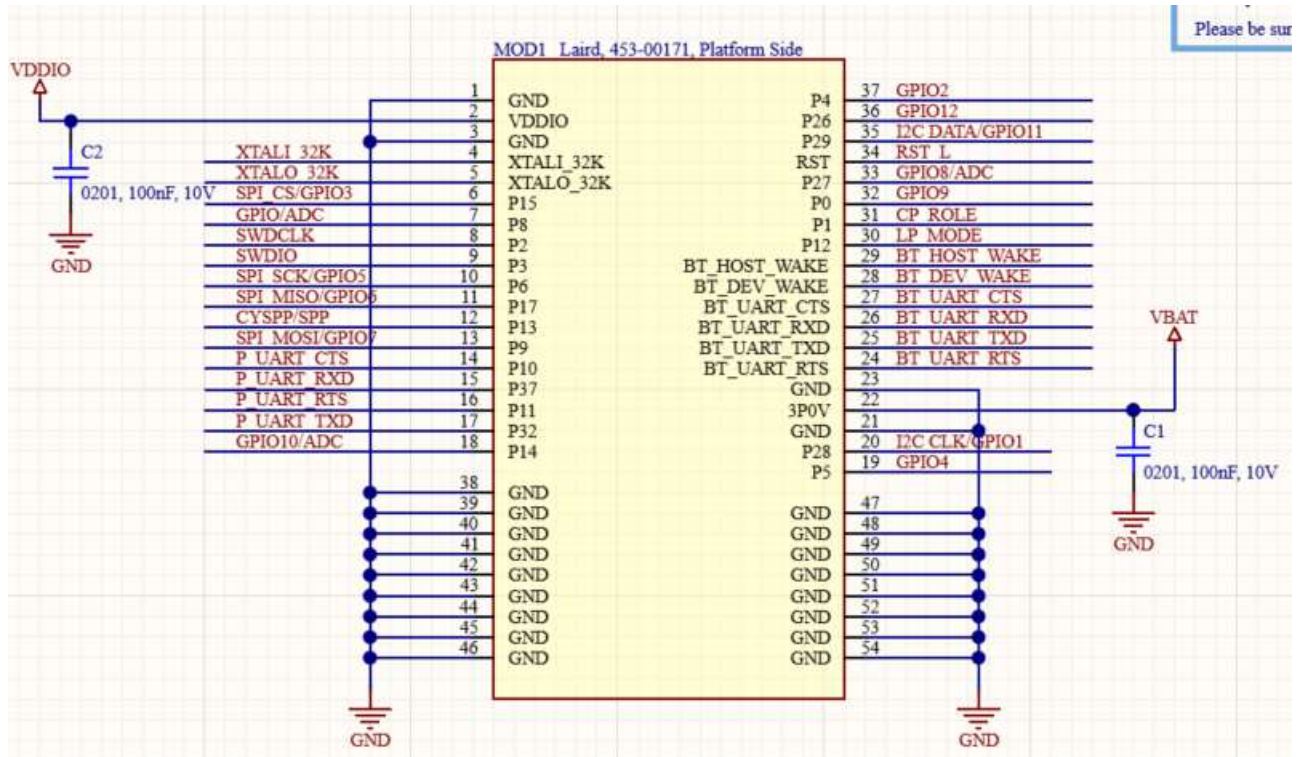 Please be sur
MOD1 Laird, 453-00171, Platform Side
VDDIO
C2
0201, 100nF, 10V
GND
1 GND
2 VDDIO
3 GND
XTALI_32K 4 XTALI_32K
XTALO_32K 5 XTALO_32K
SPI_CS/GPIO3 6 P15
GPIO/ADC 7 P8
SWDCLK 8 P2
SWDIO 9 P3
SPI_SCK/GPIO5 10 P6
SPI_MISO/GPIO6 11 P17
CYSPP/SPP 12 P13
SPI_MOSI/GPIO7 13 P9
P_UART_CTS 14 P10
P_UART_RXD 15 P37
P_UART_RTS 16 P11
P_UART_TXD 17 P32
GPIO10/ADC 18 P14
38 GND
39 GND
40 GND
41 GND
42 GND
43 GND
44 GND
45 GND
46 GND
GND
P4 37 GPIO2
P26 36 GPIO12
P29 35 I2C DATA/GPIO11
RST 34 RST_L
P27 33 GPIO8/ADC
P0 32 GPIO9
P1 31 CP_ROLE
P12 30 LP_MODE
BT_HOST_WAKE 29 BT_HOST_WAKE
BT_DEV_WAKE 28 BT_DEV_WAKE
BT_UART_CTS 27 BT_UART_CTS
BT_UART_RXD 26 BT_UART_RXD
BT_UART_TXD 25 BT_UART_TXD
BT_UART_RTS 24 BT_UART_RTS
GND 23
3P0V 22
GND 21
P28 20 I2C CLK/GPIO1
P5 19 GPIO4
GND 47
GND 48
GND 49
GND 50
GND 51
GND 52
GND 53
GND 54
GND
VBAT
C1
0201, 100nF, 10V
GND